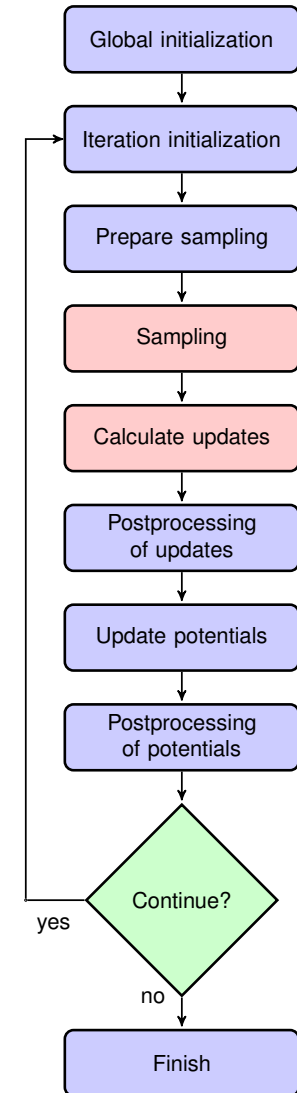 Global initialization
Iteration initialization
Prepare sampling
Sampling
Calculate updates
Postprocessing
of updates
Update potentials
Postprocessing
of potentials
Continue?
yes
no
Finish